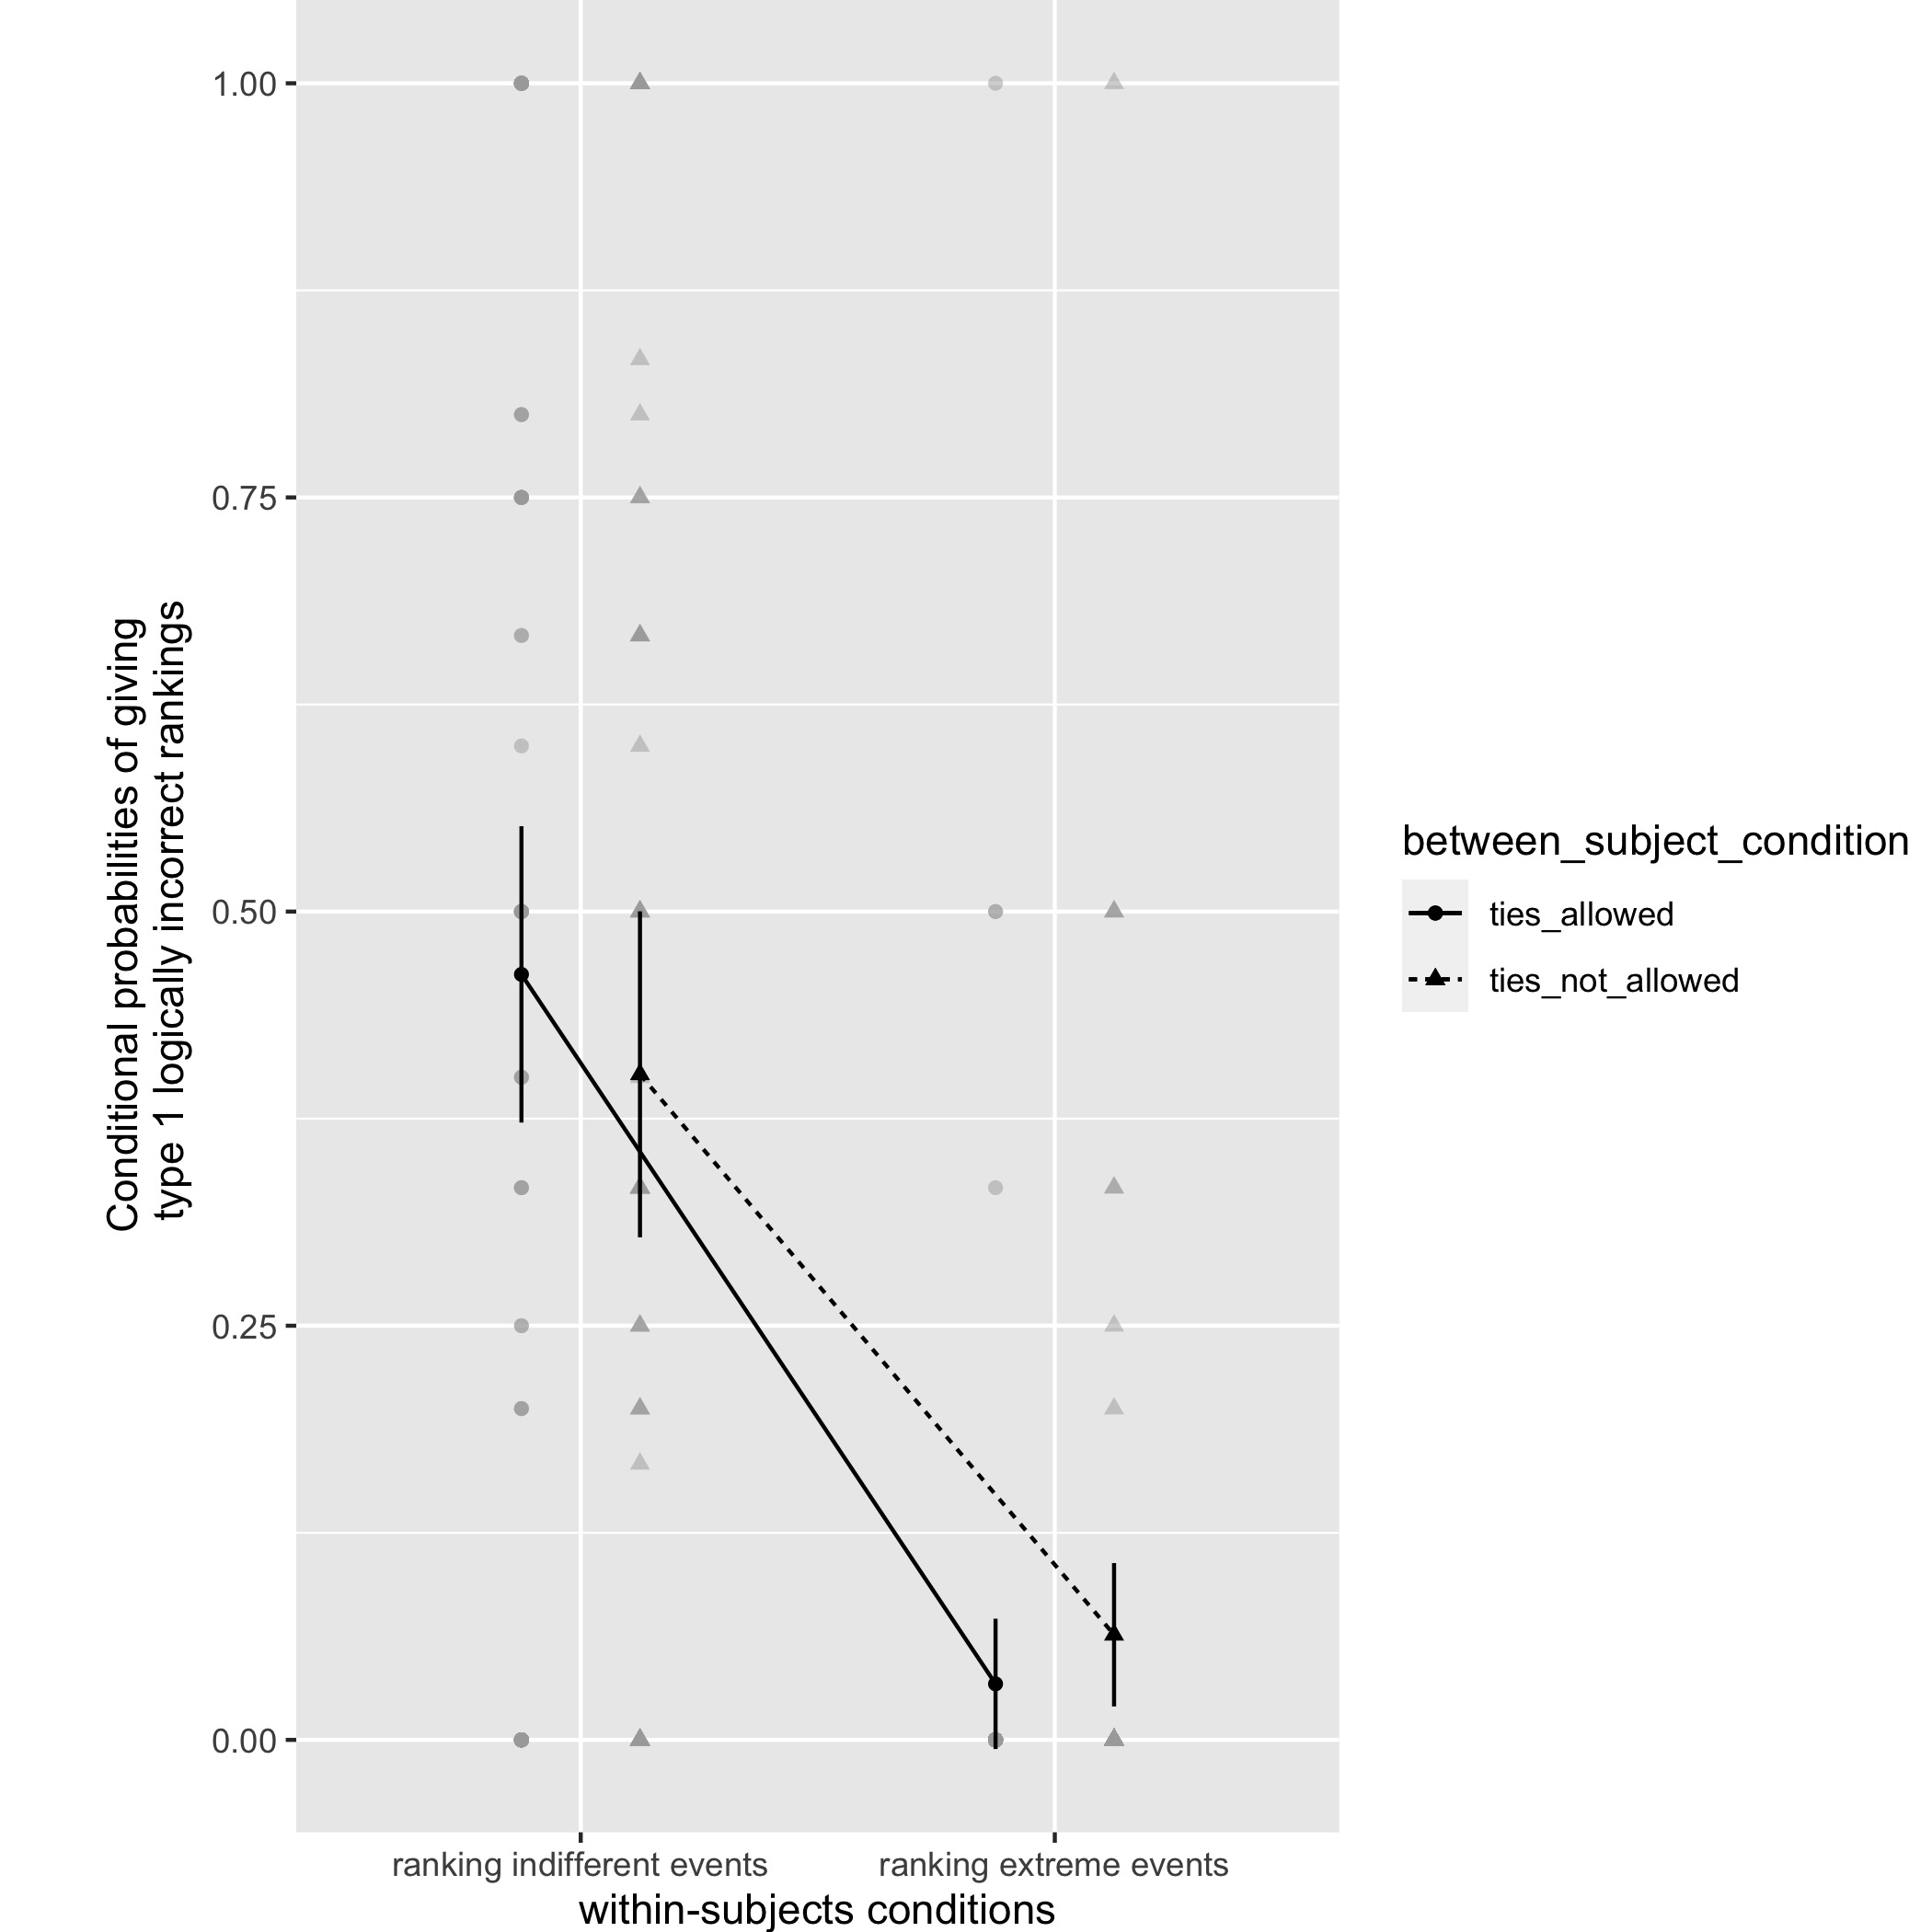 Conditional probabilities of giving
type 1 logically incorrect rankings
1.00
0.75
0.50
0.25
0.00
ranking indifferent events
ranking extreme events
within-subjects conditions
between_subject_condition
ties_allowed
ties_not_allowed